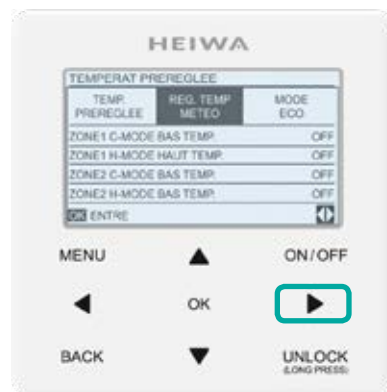 HEIWA
TEMPERAT PREREGLEE
TEMP. PREREGLEE
REG. TEMP METEO
MODE ECO
ZONE1 C-MODE BAS TEMP. OFF
ZONE1 H-MODE HAUT TEMP. OFF
ZONE2 C-MODE BAS TEMP. OFF
ZONE2 H-MODE BAS TEMP. OFF
OK ENTRE
MENU
ON/OFF
OK
BACK
UNLOCK
(LONG PRESS)